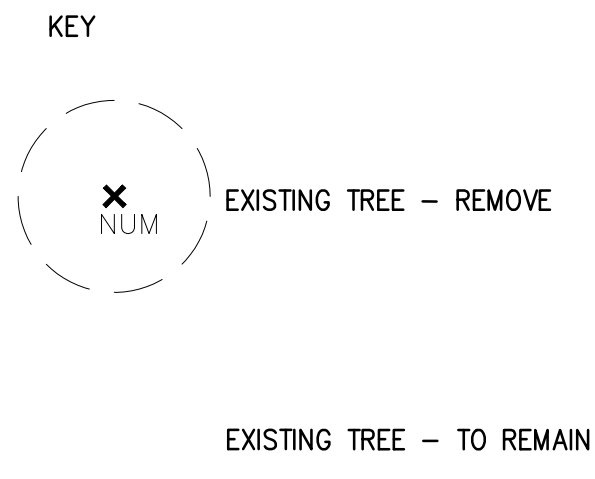 KEY
EXISTING TREE – REMOVE
NUM
EXISTING TREE – TO REMAIN